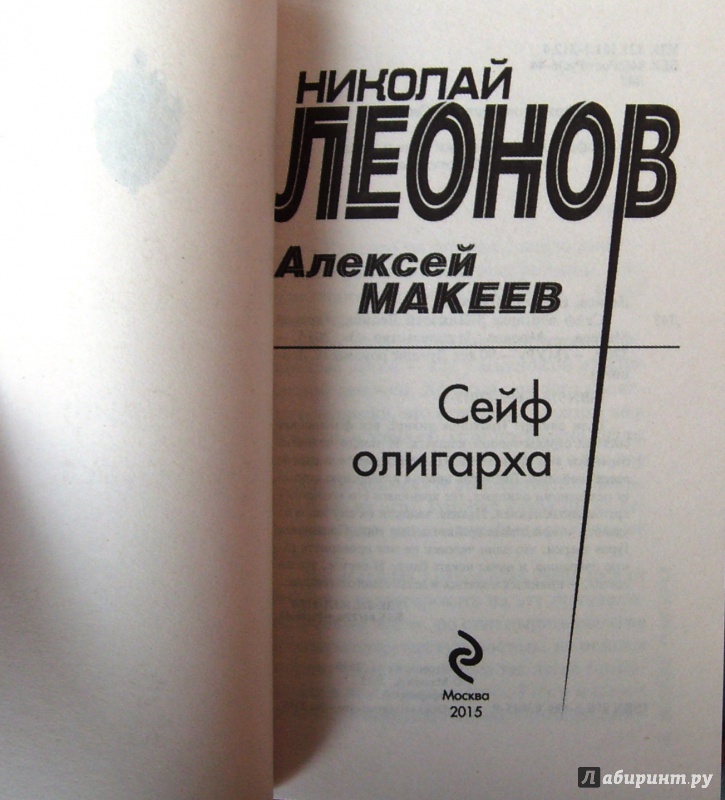 НИКОЛАЙ
ЛЕОНОВ
Алексей
МАКЕЕВ
Сейф
олигарха
Москва
2015
Лабиринт.ру